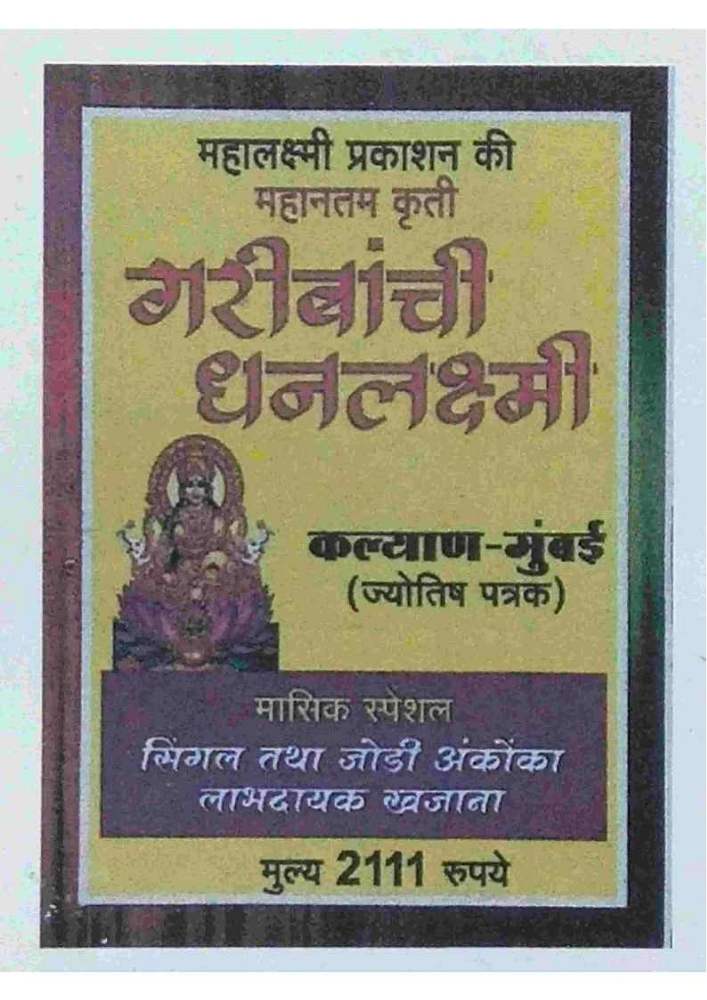 महालक्ष्मी प्रकाशन की
महानतम कृती
गरीबांची
धनलक्ष्मी
कल्याण-मुंबई
(ज्योतिष पत्रक)
मासिक स्पेशल
सिंगल तथा जोडी अंकोंका
लाभदायक खजाना
मुल्य 2111 रुपये